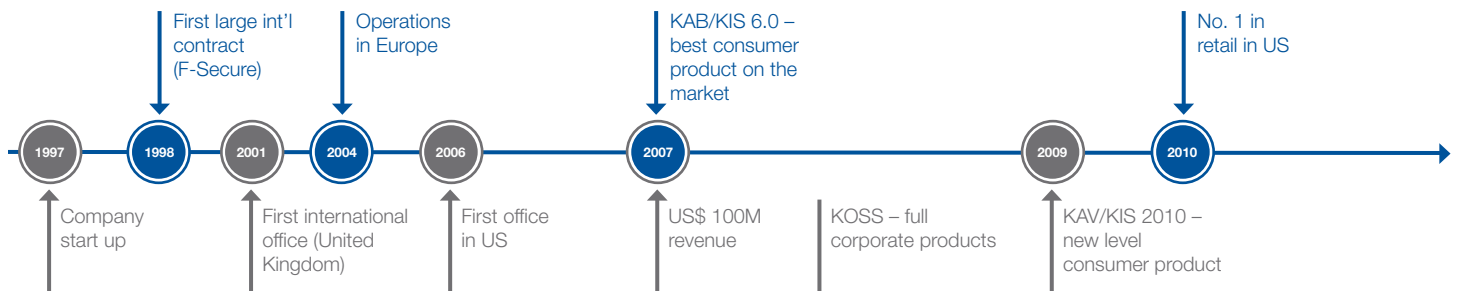 First large int'l
contract
(F-Secure)
Operations
in Europe
KAB/KIS 6.0 –
best consumer
product on the
market
No. 1 in
retail in US
1997
1998
2001
2004
2006
2007
2009
2010
Company
start up
First international
office (United
Kingdom)
First office
in US
US$ 100M
revenue
KOSS – full
corporate products
KAV/KIS 2010 –
new level
consumer product